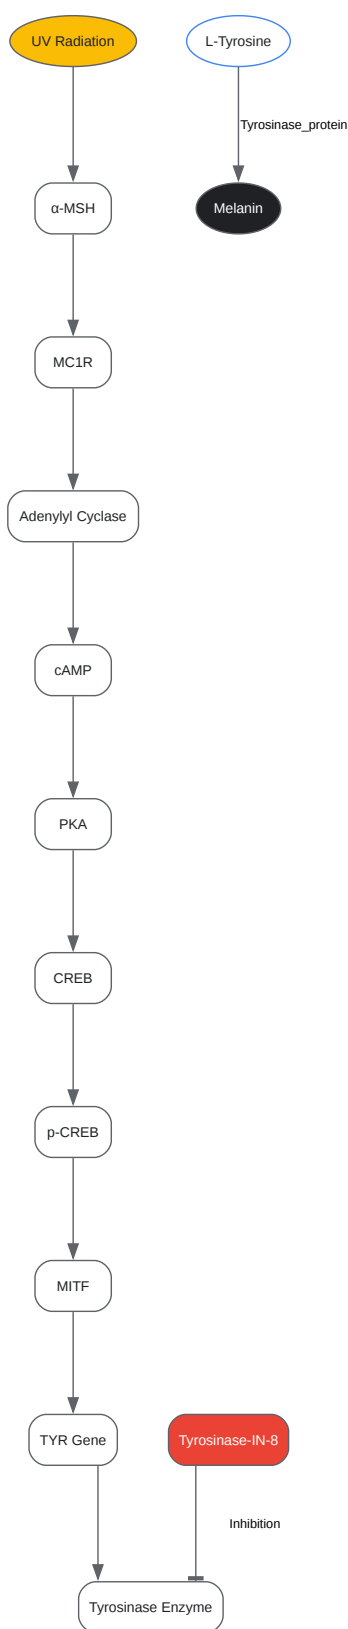 UV Radiation
L-Tyrosine
Tyrosinase_protein
α-MSH
Melanin
MC1R
Adenylyl Cyclase
cAMP
PKA
CREB
p-CREB
MITF
TYR Gene
Tyrosinase-IN-8
Inhibition
Tyrosinase Enzyme